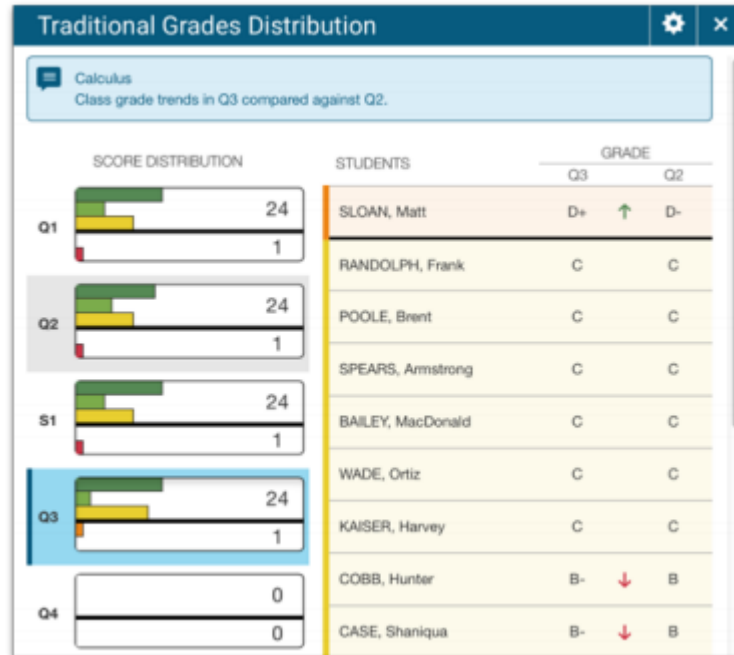 Traditional Grades Distribution
Calculus
Class grade trends in Q3 compared against Q2.
SCORE DISTRIBUTION
STUDENTS
GRADE
Q3 Q2
Q1
24
1
Q2
24
1
S1
24
1
Q3
24
1
Q4
0
0
SLOAN, Matt D+ ↑ D-
RANDOLPH, Frank C C
POOLE, Brent C C
SPEARS, Armstrong C C
BAILEY, MacDonald C C
WADE, Ortiz C C
KAISER, Harvey C C
COBB, Hunter B- ↓ B
CASE, Shaniqua B- ↓ B